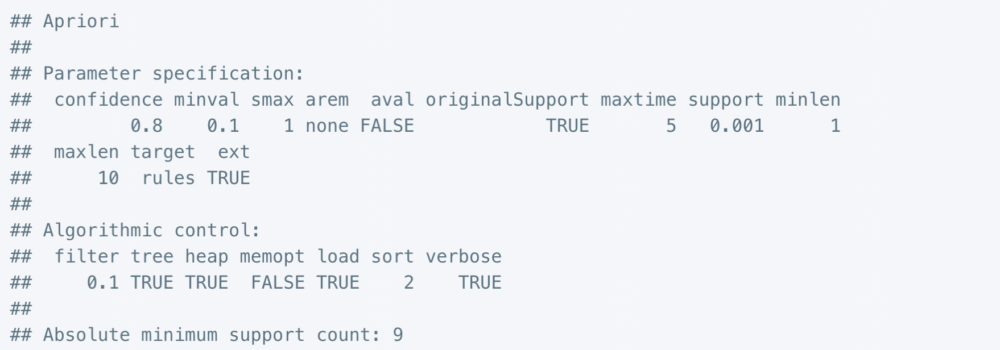 ## Apriori
##
## Parameter specification:
##  confidence minval smax arem  aval originalSupport maxtime support minlen
##         0.8    0.1    1 none FALSE            TRUE       5   0.001      1
##  maxlen target  ext
##      10  rules TRUE
##
## Algorithmic control:
##  filter tree heap memopt load sort verbose
##     0.1 TRUE TRUE  FALSE TRUE    2    TRUE
##
## Absolute minimum support count: 9